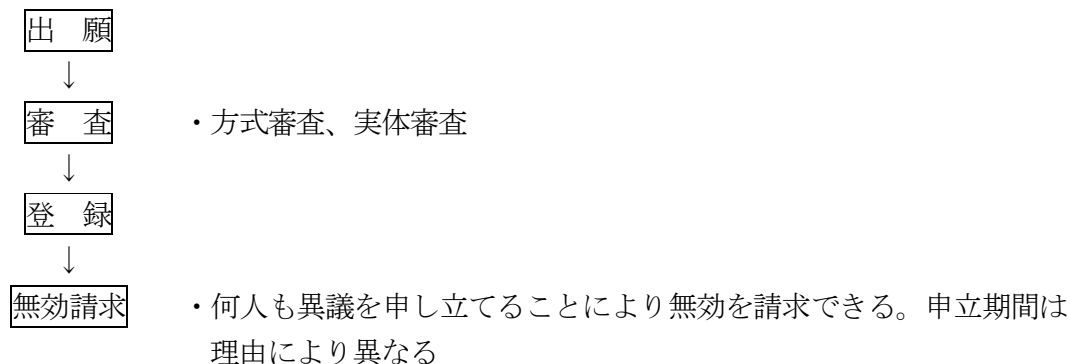 出 願
↓
審 査 ・方式審査、実体審査
↓
登 録
↓
無効請求 ・何人も異議を申し立てることにより無効を請求できる。申立期間は
理由により異なる